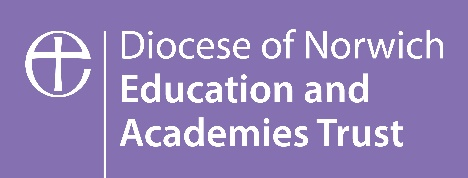 Diocese of Norwich
Education and
Academies Trust